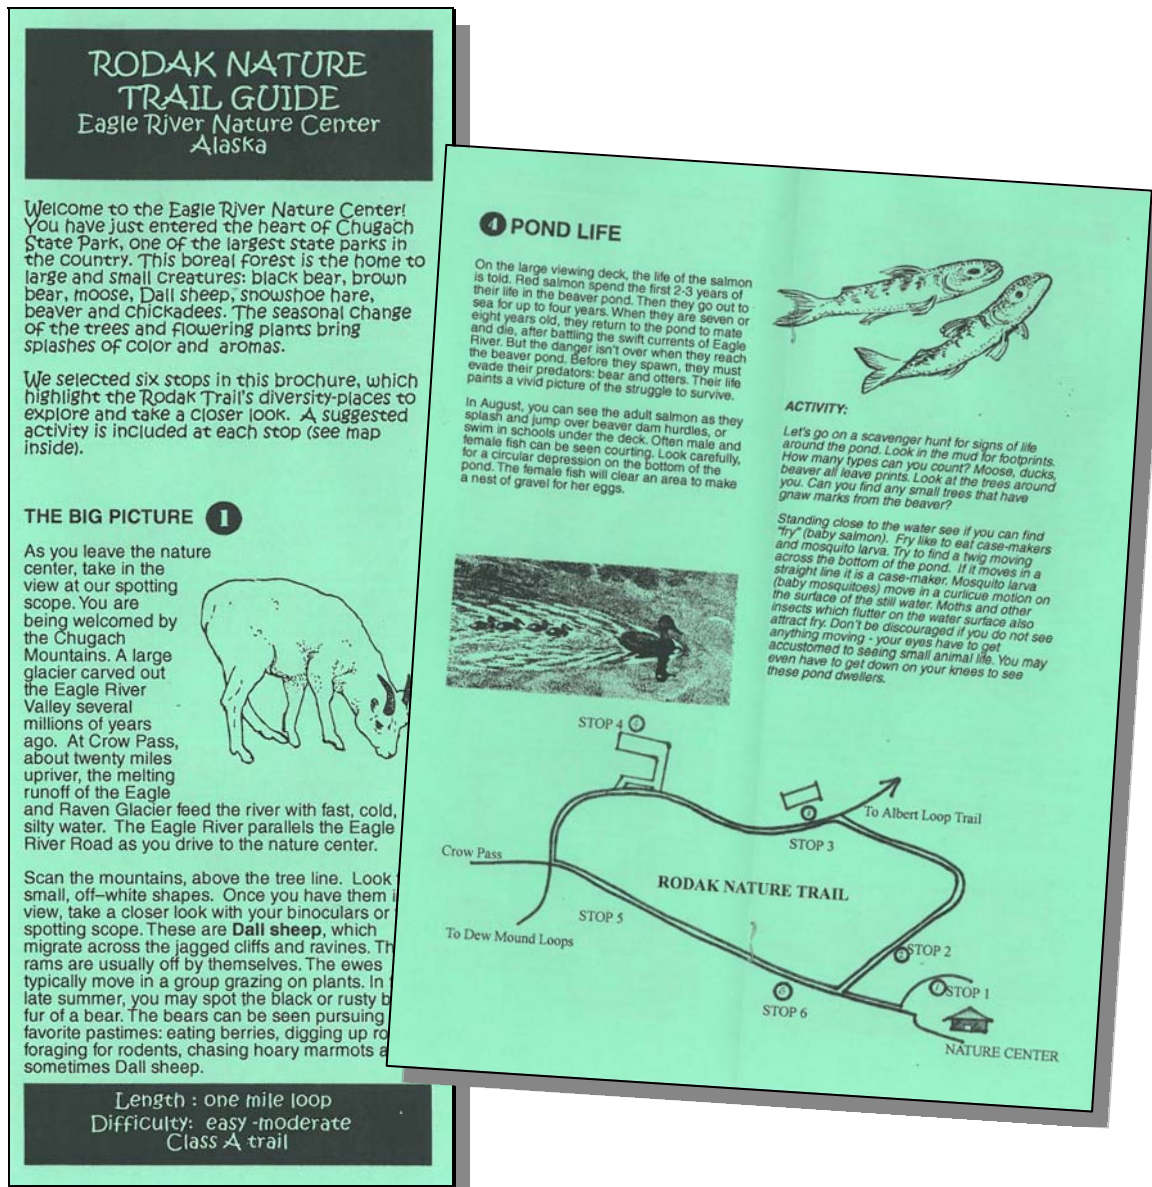 RODAK NATURE
TRAIL GUIDE
Eagle River Nature Center
Alaska
Welcome to the Eagle River Nature Center!
You have just entered the heart of Chugach
State Park, one of the largest state parks in
the country. This boreal forest is the home to
large and small creatures: black bear, brown
bear, moose, Dall sheep, snowshoe hare,
beaver and chickadees. The seasonal change
of the trees and flowering plants bring
splashes of color and aromas.
We selected six stops in this brochure, which
highlight the Rodak Trail's diversity-places to
explore and take a closer look. A suggested
activity is included at each stop (see map
inside).
THE BIG PICTURE 1
As you leave the nature
center, take in the
view at our spotting
scope. You are
being welcomed by
the Chugach
Mountains. A large
glacier carved out
the Eagle River
Valley several
millions of years
ago. At Crow Pass,
about twenty miles
upriver, the melting
runoff of the Eagle
and Raven Glacier feed the river with fast, cold,
silty water. The Eagle River parallels the Eagle
River Road as you drive to the nature center.
Scan the mountains, above the tree line. Look
small, off–white shapes. Once you have them
view, take a closer look with your binoculars or
spotting scope. These are Dall sheep, which
migrate across the jagged cliffs and ravines. Th
rams are usually off by themselves. The ewes
typically move in a group grazing on plants. In
late summer, you may spot the black or rusty b
fur of a bear. The bears can be seen pursuing
favorite pastimes: eating berries, digging up ro
foraging for rodents, chasing hoary marmots a
sometimes Dall sheep.
Length : one mile loop
Difficulty: easy -moderate
Class A trail
4 POND LIFE
On the large viewing deck, the life of the salmon
is told. Red salmon spend the first 2-3 years of
their life in the beaver pond. Then they go out to
sea for up to four years. When they are seven or
eight years old, they return to the pond to mate
and die, after battling the swift currents of Eagle
River. But the danger isn't over when they reach
the beaver pond. Before they spawn, they must
evade their predators: bear and otters. Their life
paints a vivid picture of the struggle to survive.
In August, you can see the adult salmon as they
splash and jump over beaver dam hurdles, or
swim in schools under the deck. Often male and
female fish can be seen courting. Look carefully,
for a circular depression on the bottom of the
pond. The female fish will clear an area to make
a nest of gravel for her eggs.
ACTIVITY:
Let's go on a scavenger hunt for signs of life
around the pond. Look in the mud for footprints.
How many types can you count? Moose, ducks,
beaver all leave prints. Look at the trees around
you. Can you find any small trees that have
gnaw marks from the beaver?
Standing close to the water see if you can find
"fry" (baby salmon). Fry like to eat case-makers
and mosquito larva. Try to find a twig moving
across the bottom of the pond. If it moves in a
straight line it is a case-maker. Mosquito larva
(baby mosquitoes) move in a curlicue motion on
the surface of the still water. Moths and other
insects which flutter on the water surface also
attract fry. Don't be discouraged if you do not see
anything moving - your eyes have to get
accustomed to seeing small animal life. You may
even have to get down on your knees to see
these pond dwellers.
STOP 4 4
To Albert Loop Trail
STOP 3
Crow Pass
RODAK NATURE TRAIL
STOP 5
To Dew Mound Loops
2 STOP 2
1 STOP 1
6
STOP 6
NATURE CENTER